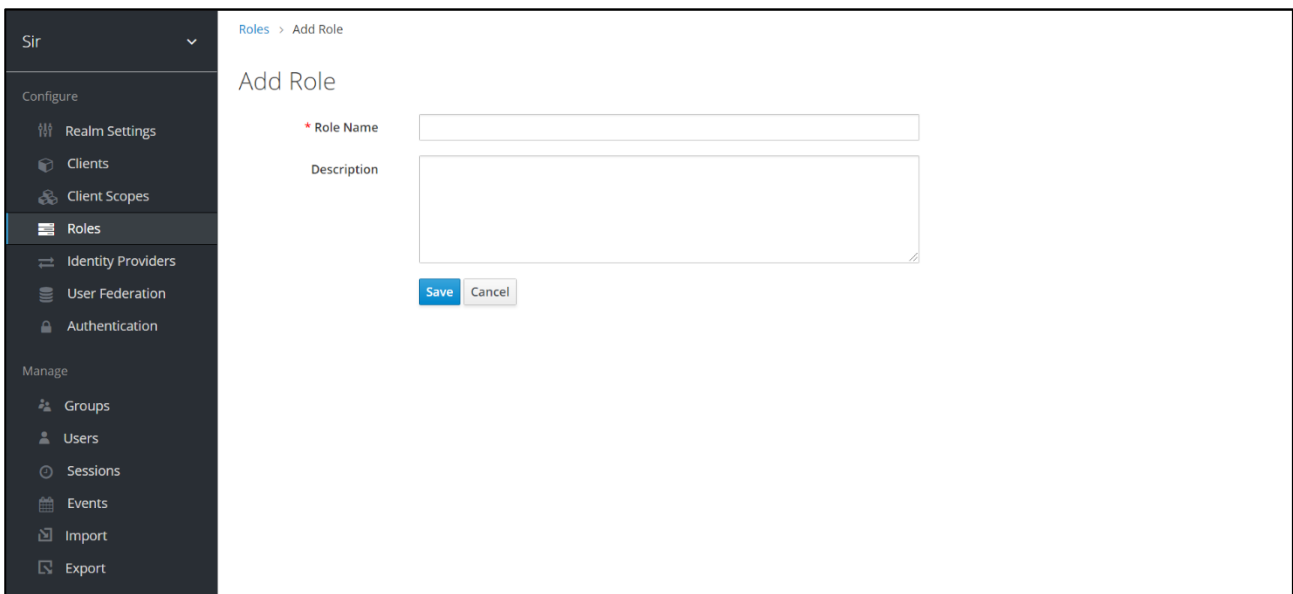 Sir
Configure
Realm Settings
Clients
Client Scopes
Roles
Identity Providers
User Federation
Authentication
Manage
Groups
Users
Sessions
Events
Import
Export
Roles > Add Role
Add Role
* Role Name
Description
Save Cancel